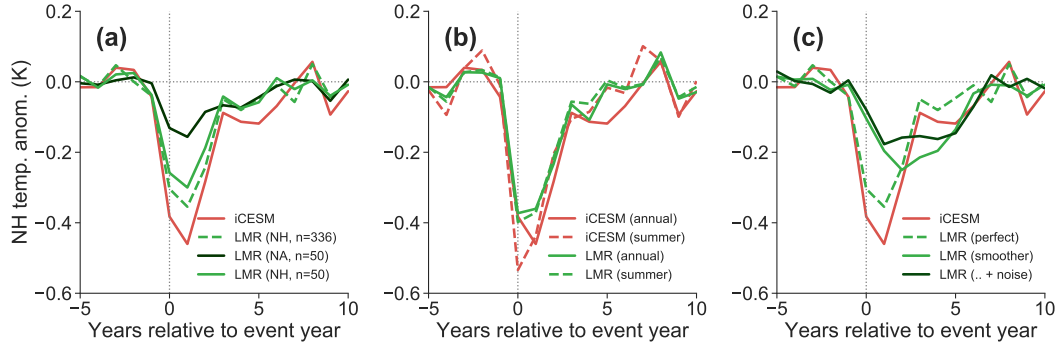 NH temp. anom. (K)
0.2
0.0
−0.2
−0.4
−0.6
(a)
iCESM
LMR (NH, n=336)
LMR (NA, n=50)
LMR (NH, n=50)
−5
0
5
10
Years relative to event year
0.2
0.0
−0.2
−0.4
−0.6
(b)
iCESM (annual)
iCESM (summer)
LMR (annual)
LMR (summer)
−5
0
5
10
Years relative to event year
0.2
0.0
−0.2
−0.4
−0.6
(c)
iCESM
LMR (perfect)
LMR (smoother)
LMR (.. + noise)
−5
0
5
10
Years relative to event year